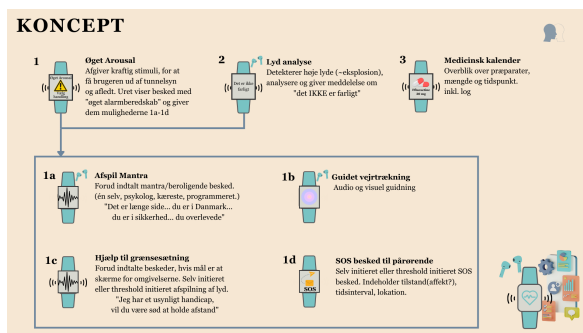 KONCEPT
1
Øget Arousal
Afgiver kraftig stimuli, for at
få brugeren ud af tunnelsyn
og afledt. Uret viser besked med
"øget alarmberedskab" og giver
dem mulighederne 1a-1d
Øget Arousal
2
Lyd analyse
Detekterer høje lyde (~eksplosion),
analysere og giver meddelelse om
"det IKKE er farligt"
Det er ikke
farligt
3
Medicinsk kalender
Overblik over præparater,
mængde og tidspunkt.
inkl. log
1a
Afspil Mantra
Forud indtalt mantra/beroligende besked.
(én selv, psykolog, kæreste, programmeret.)
"Det er længe side... du er i Danmark...
du er i sikkerhed... du overlevede"
1b
Guidet vejrtrækning
Audio og visuel guidning
1c
Hjælp til grænsesætning
Forud indtalte beskeder, hvis mål er at
skærme for omgivelserne. Selv initieret
eller threshold initieret afspilning af lyd.
"Jeg har et usynligt handicap,
vil du være sød at holde afstand"
1d
SOS besked til pårørende
Selv initieret eller threshold initieret SOS
besked. Indeholder tilstand(affekt?),
tidsinterval, lokation.
SOS